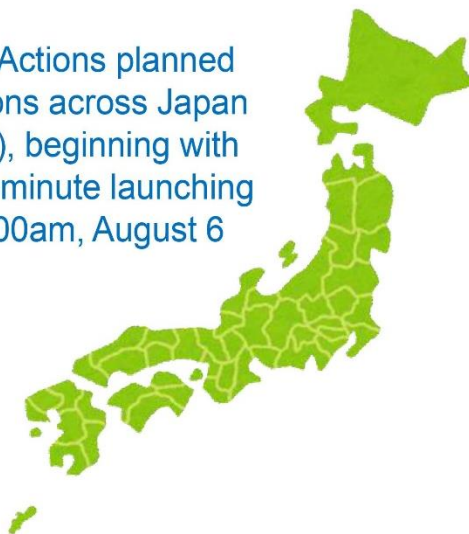 Actions planned
ons across Japan
), beginning with
minute launching
00am, August 6